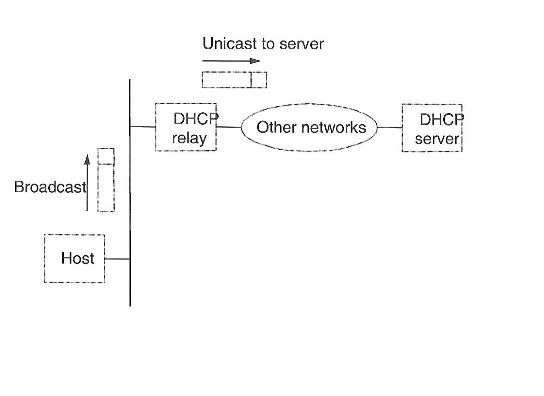 Unicast to server
DHCP
relay
Other networks
DHCP
server
Broadcast
Host